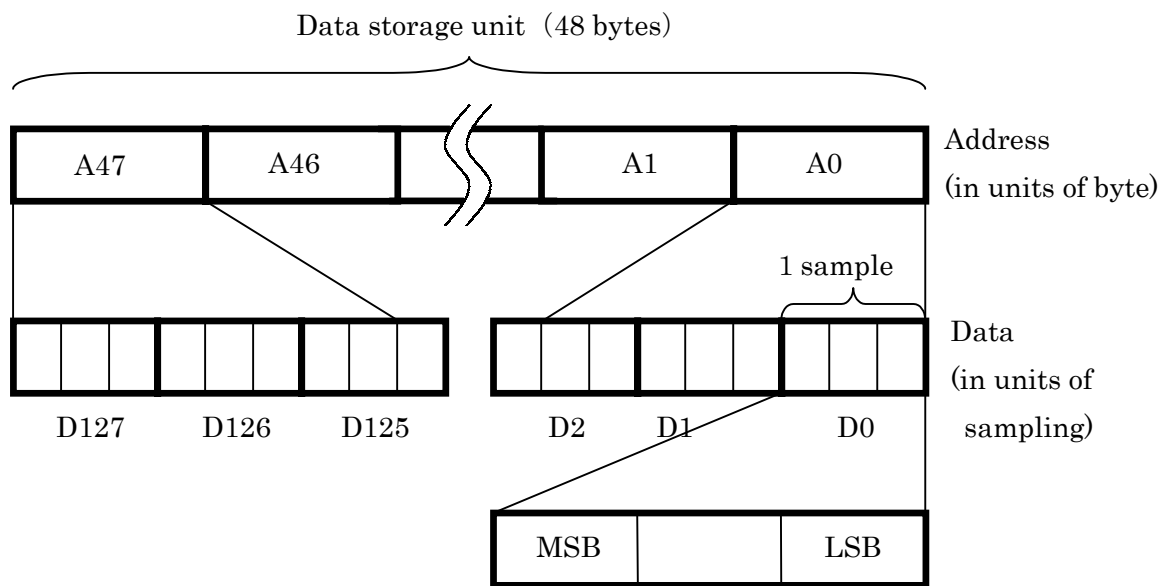 Data storage unit（48 bytes）
A47 A46 A1 A0
Address
(in units of byte)
1 sample
Data
(in units of
sampling)
D127 D126 D125 D2 D1 D0
MSB LSB